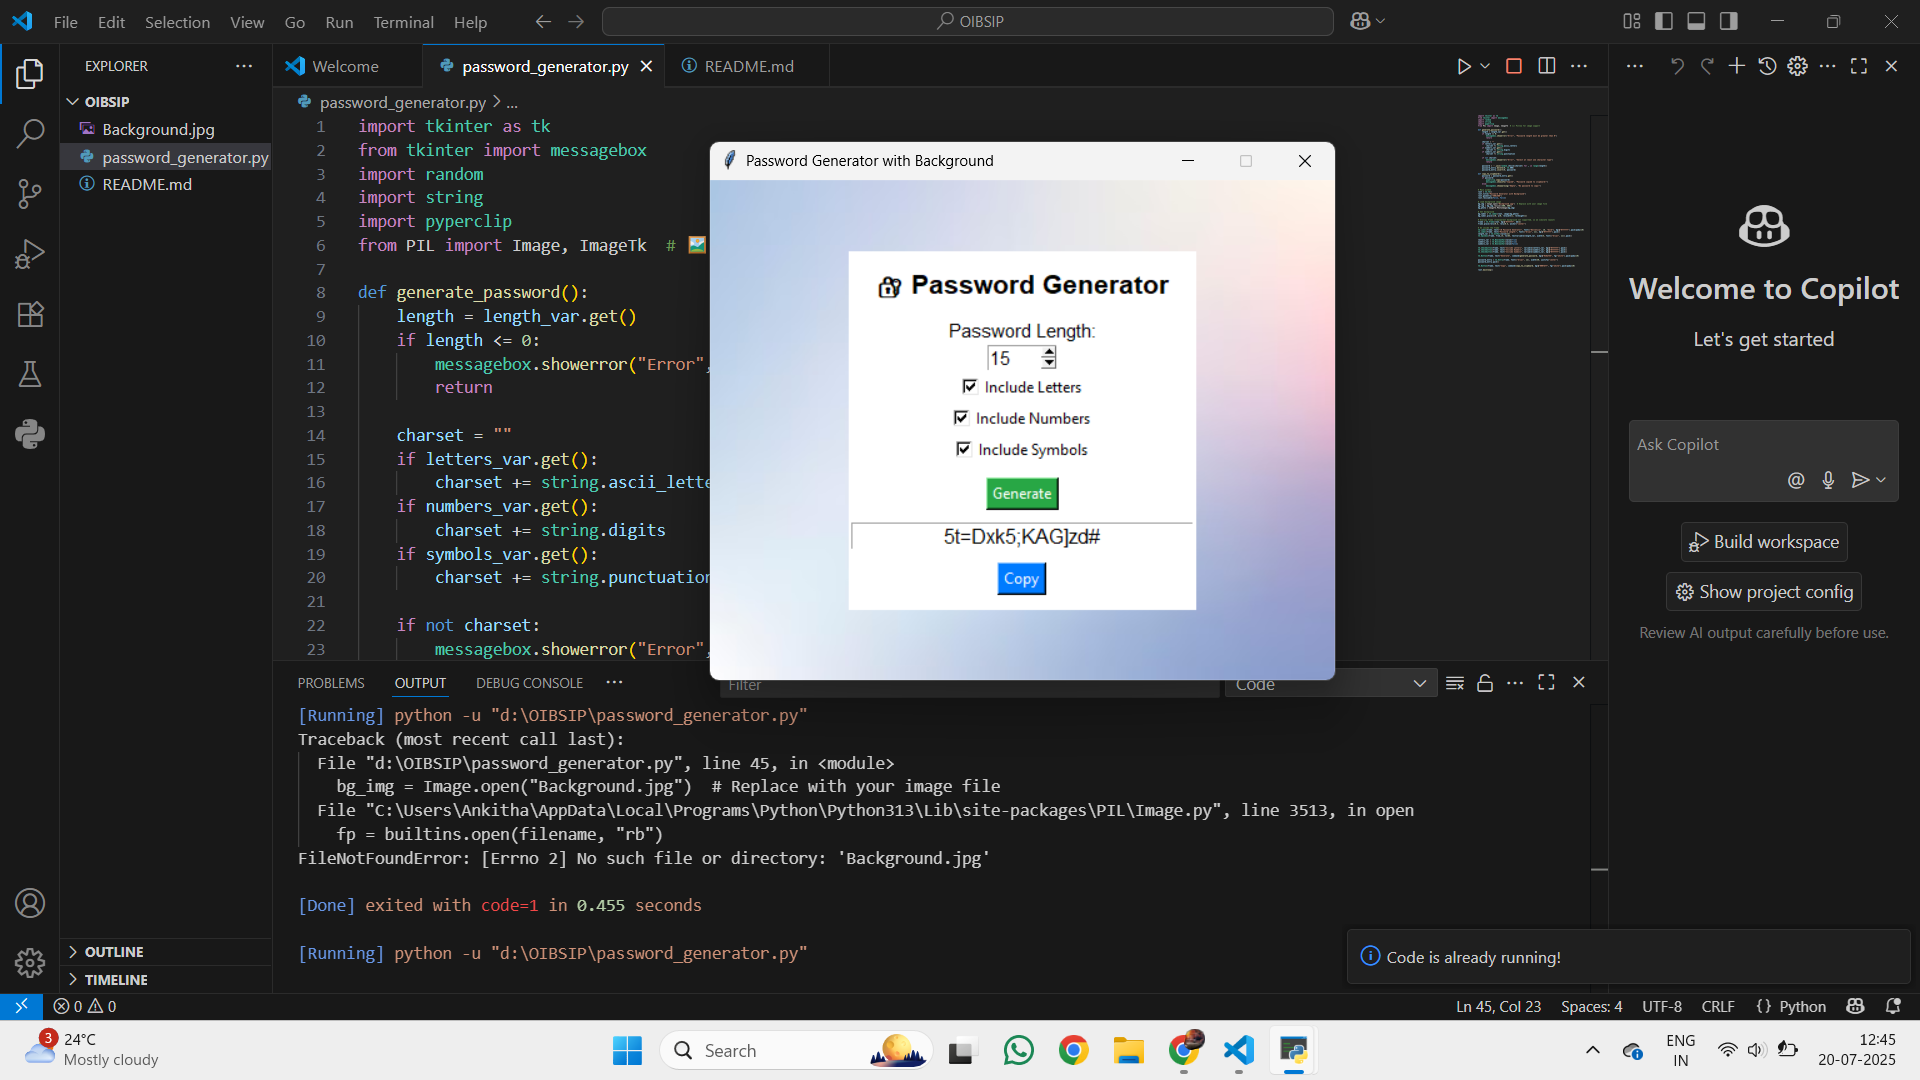 File Edit Selection View Go Run Terminal Help
OIBSIP
EXPLORER
OIBSIP
Background.jpg
password_generator.py
README.md
OUTLINE
TIMELINE
Welcome
password_generator.py
README.md
password_generator.py > ...
1 import tkinter as tk
2 from tkinter import messagebox
3 import random
4 import string
5 import pyperclip
6 from PIL import Image, ImageTk #
7
8 def generate_password():
9 length = length_var.get()
10 if length <= 0:
11 messagebox.showerror("Error",
12 return
13
14 charset = ""
15 if letters_var.get():
16 charset += string.ascii_lette
17 if numbers_var.get():
18 charset += string.digits
19 if symbols_var.get():
20 charset += string.punctuation
21
22 if not charset:
23 messagebox.showerror("Error",
Password Generator with Background
Password Generator
Password Length:
15
Include Letters
Include Numbers
Include Symbols
Generate
5t=Dxk5;KAG]zd#
Copy
PROBLEMS OUTPUT DEBUG CONSOLE
Filter
Code
[Running] python -u "d:\OIBSIP\password_generator.py"
Traceback (most recent call last):
File "d:\OIBSIP\password_generator.py", line 45, in <module>
bg_img = Image.open("Background.jpg") # Replace with your image file
File "C:\Users\Ankitha\AppData\Local\Programs\Python\Python313\Lib\site-packages\PIL\Image.py", line 3513, in open
fp = builtins.open(filename, "rb")
FileNotFoundError: [Errno 2] No such file or directory: 'Background.jpg'
[Done] exited with code=1 in 0.455 seconds
[Running] python -u "d:\OIBSIP\password_generator.py"
Welcome to Copilot
Let's get started
Ask Copilot
Build workspace
Show project config
Review AI output carefully before use.
Code is already running!
0 0
Ln 45, Col 23 Spaces: 4 UTF-8 CRLF {} Python
3
24°C
Mostly cloudy
Search
ENG
IN
12:45
20-07-2025